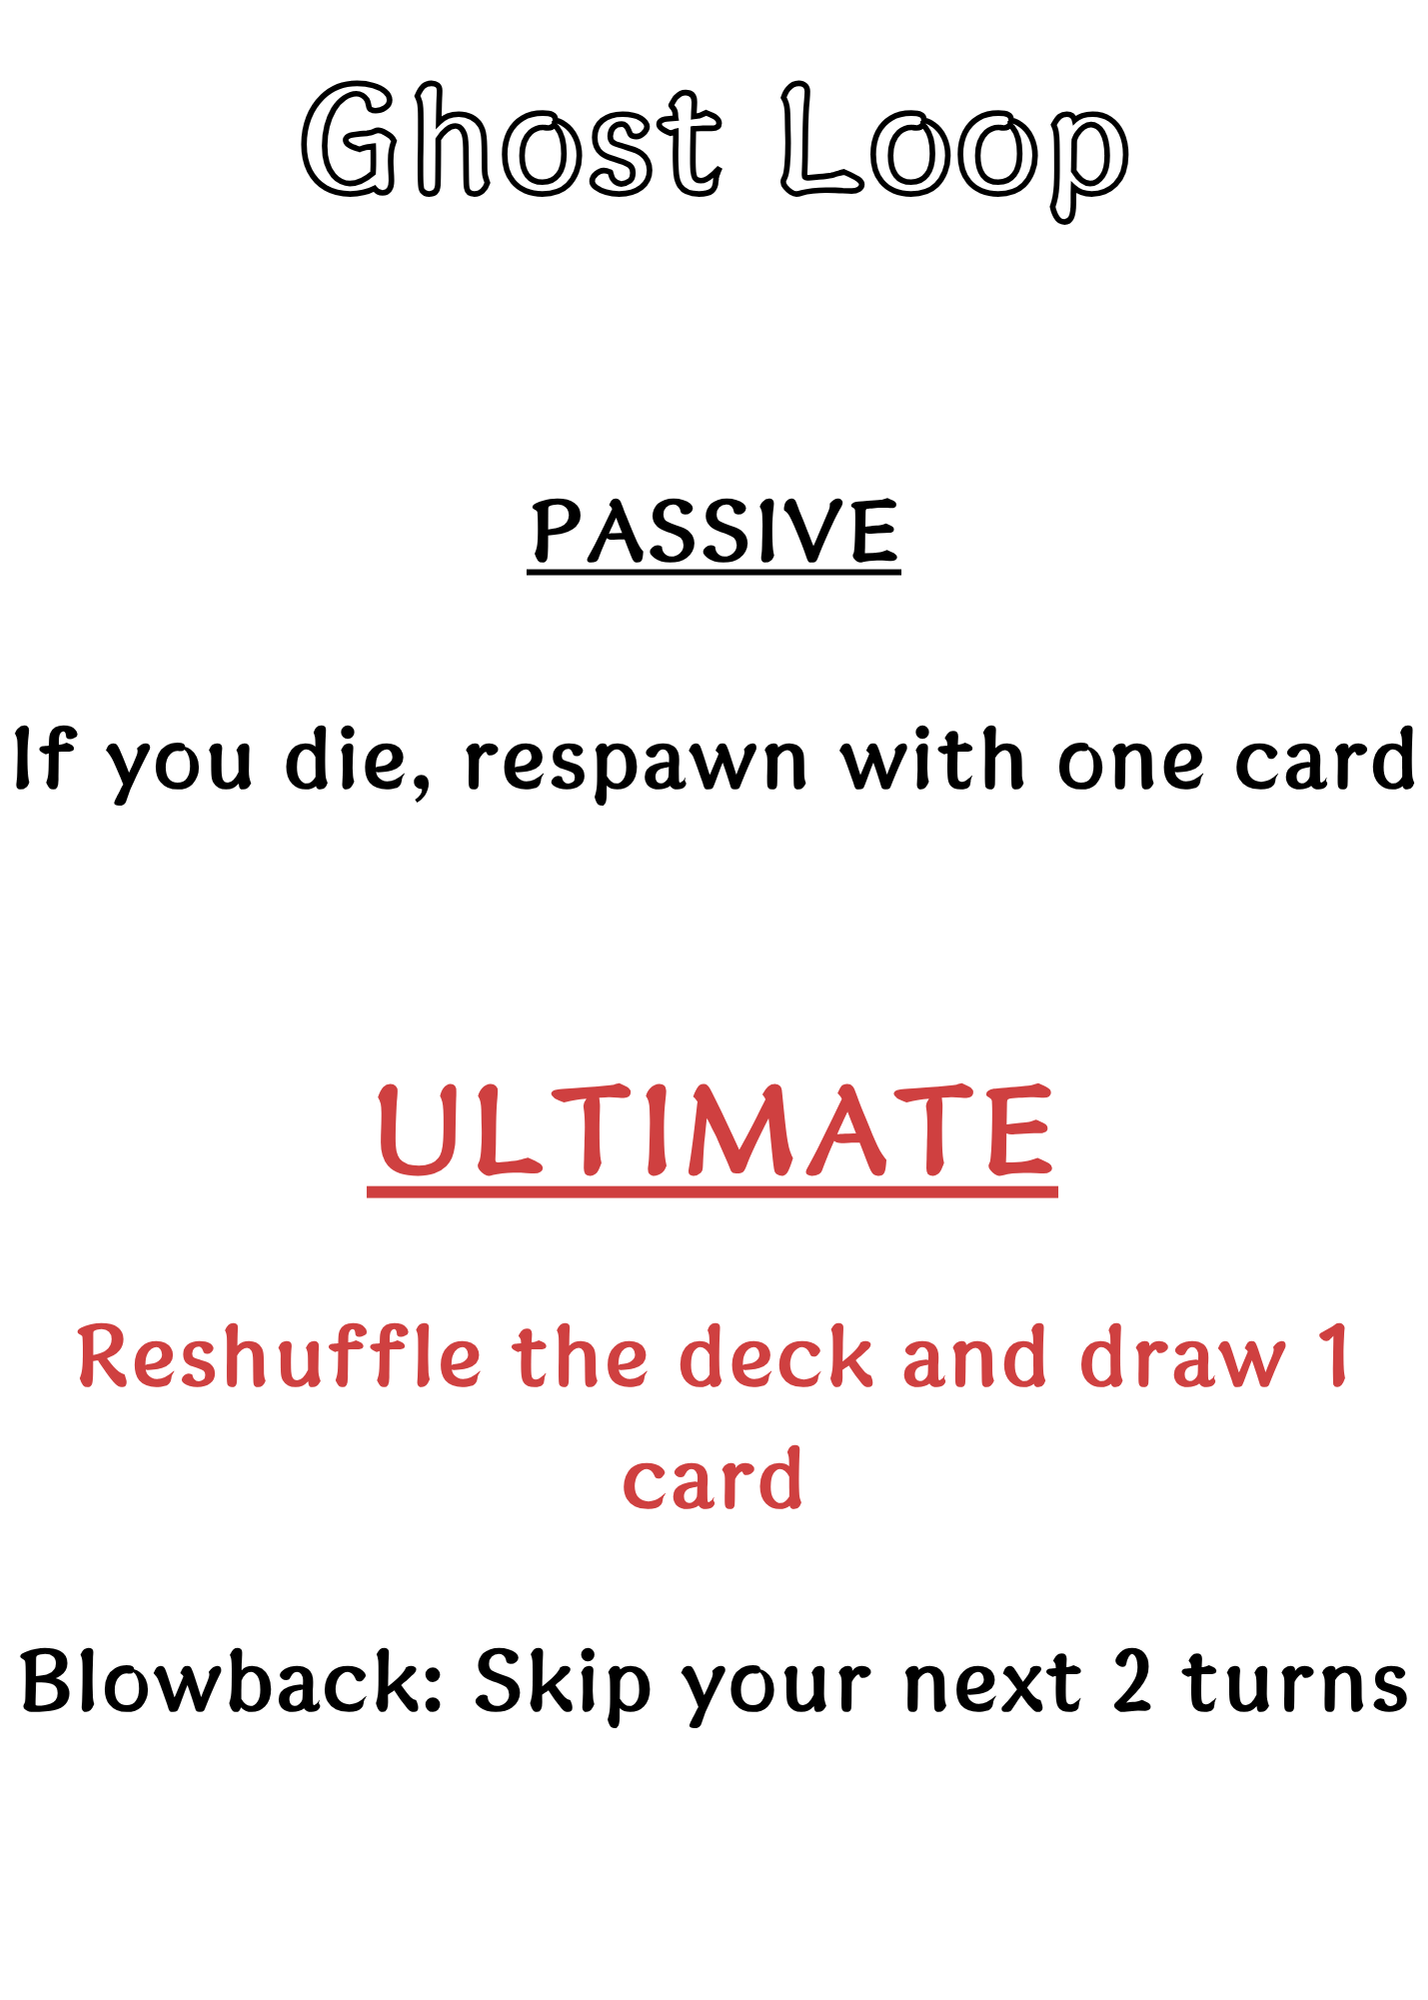 Ghost Loop
PASSIVE
If you die, respawn with one card
ULTIMATE
Reshuffle the deck and draw 1
card
Blowback: Skip your next 2 turns